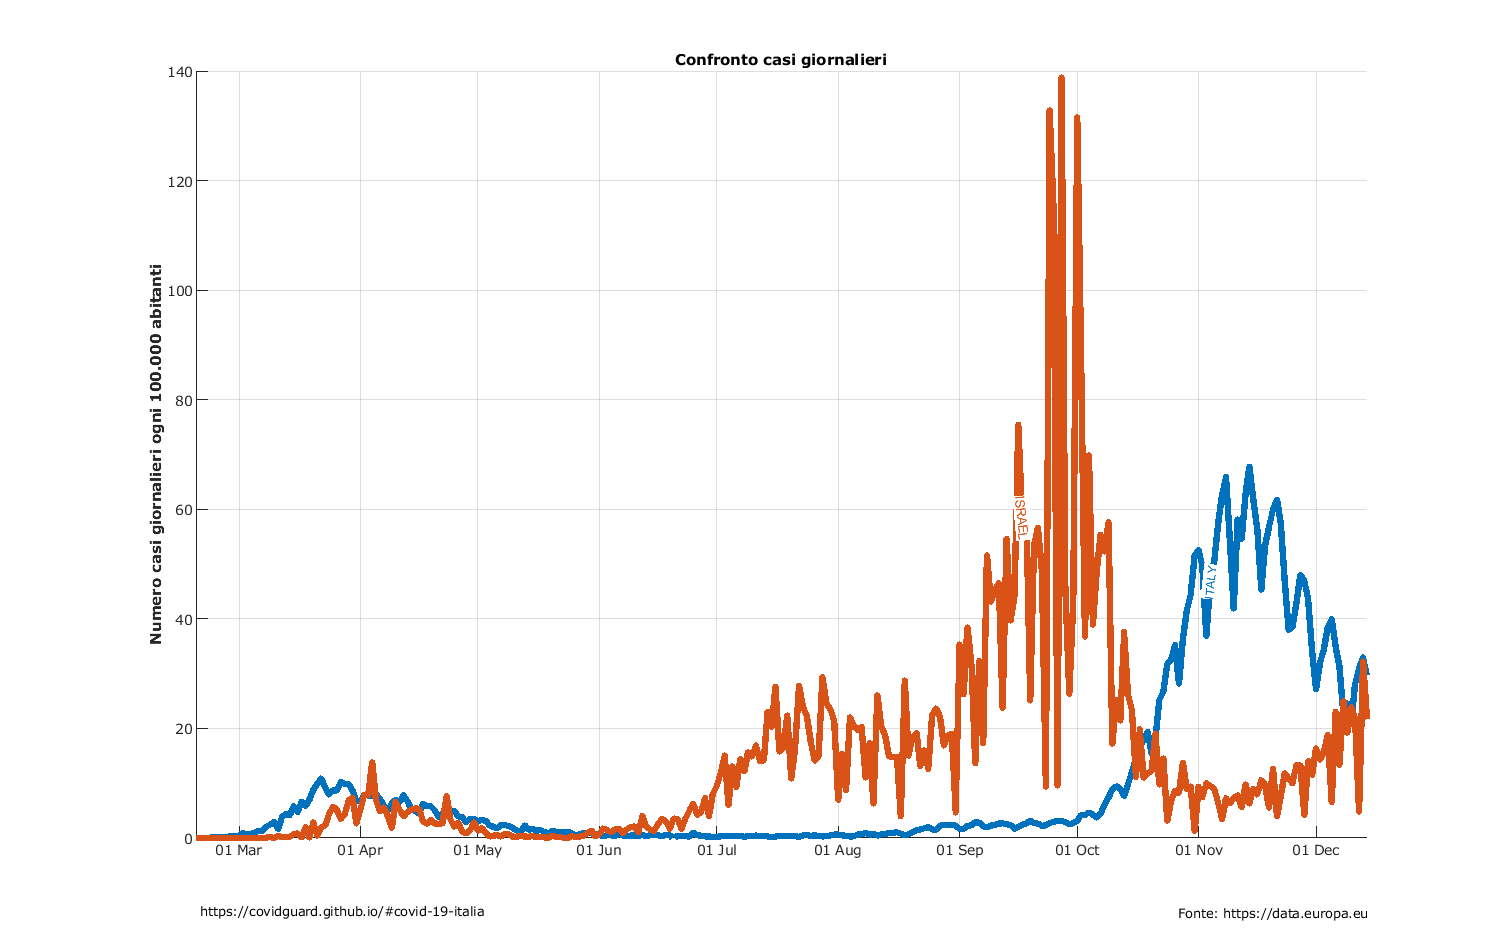 Confronto casi giornalieri
Numero casi giornalieri ogni 100.000 abitanti
140
120
100
80
60
40
20
0
ISRAEL
ITALY
01 Mar
01 Apr
01 May
01 Jun
01 Jul
01 Aug
01 Sep
01 Oct
01 Nov
01 Dec
https://covidguard.github.io/#covid-19-italia
Fonte: https://data.europa.eu